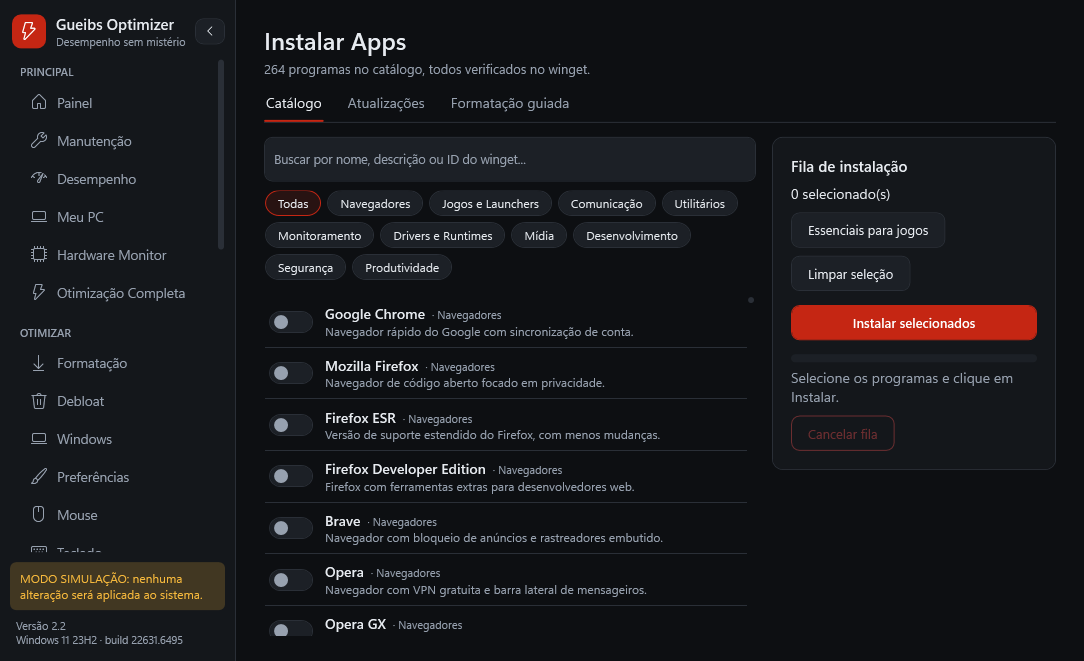 Gueibs Optimizer
Desempenho sem mistério
PRINCIPAL
Painel
Manutenção
Desempenho
Meu PC
Hardware Monitor
Otimização Completa
OTIMIZAR
Formatação
Debloat
Windows
Preferências
Mouse
Teclado
MODO SIMULAÇÃO: nenhuma
alteração será aplicada ao sistema.
Versão 2.2
Windows 11 23H2 · build 22631.6495
Instalar Apps
264 programas no catálogo, todos verificados no winget.
Catálogo Atualizações Formatação guiada
Buscar por nome, descrição ou ID do winget...
Todas Navegadores Jogos e Launchers Comunicação Utilitários
Monitoramento Drivers e Runtimes Mídia Desenvolvimento
Segurança Produtividade
Google Chrome · Navegadores
Navegador rápido do Google com sincronização de conta.
Mozilla Firefox · Navegadores
Navegador de código aberto focado em privacidade.
Firefox ESR · Navegadores
Versão de suporte estendido do Firefox, com menos mudanças.
Firefox Developer Edition · Navegadores
Firefox com ferramentas extras para desenvolvedores web.
Brave · Navegadores
Navegador com bloqueio de anúncios e rastreadores embutido.
Opera · Navegadores
Navegador com VPN gratuita e barra lateral de mensageiros.
Opera GX · Navegadores
Fila de instalação
0 selecionado(s)
Essenciais para jogos
Limpar seleção
Instalar selecionados
Selecione os programas e clique em
Instalar.
Cancelar fila